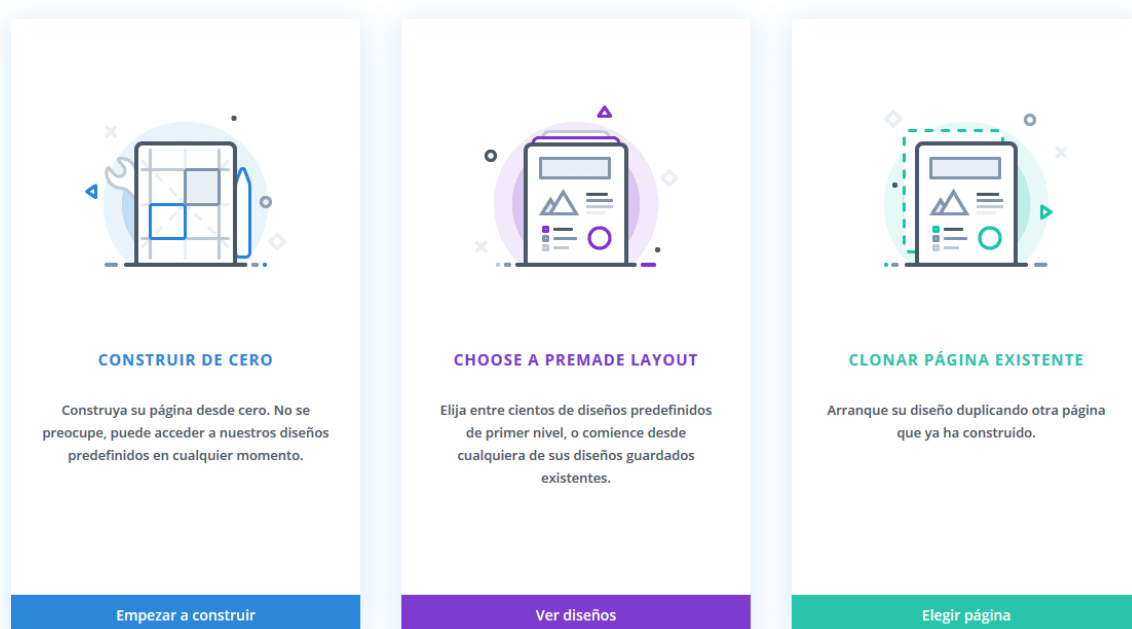 CONSTRUIR DE CERO
Construya su página desde cero. No se
preocupe, puede acceder a nuestros diseños
predefinidos en cualquier momento.
Empezar a construir
CHOOSE A PREMADE LAYOUT
Elija entre cientos de diseños predefinidos
de primer nivel, o comience desde
cualquiera de sus diseños guardados
existentes.
Ver diseños
CLONAR PÁGINA EXISTENTE
Arranque su diseño duplicando otra página
que ya ha construido.
Elegir página